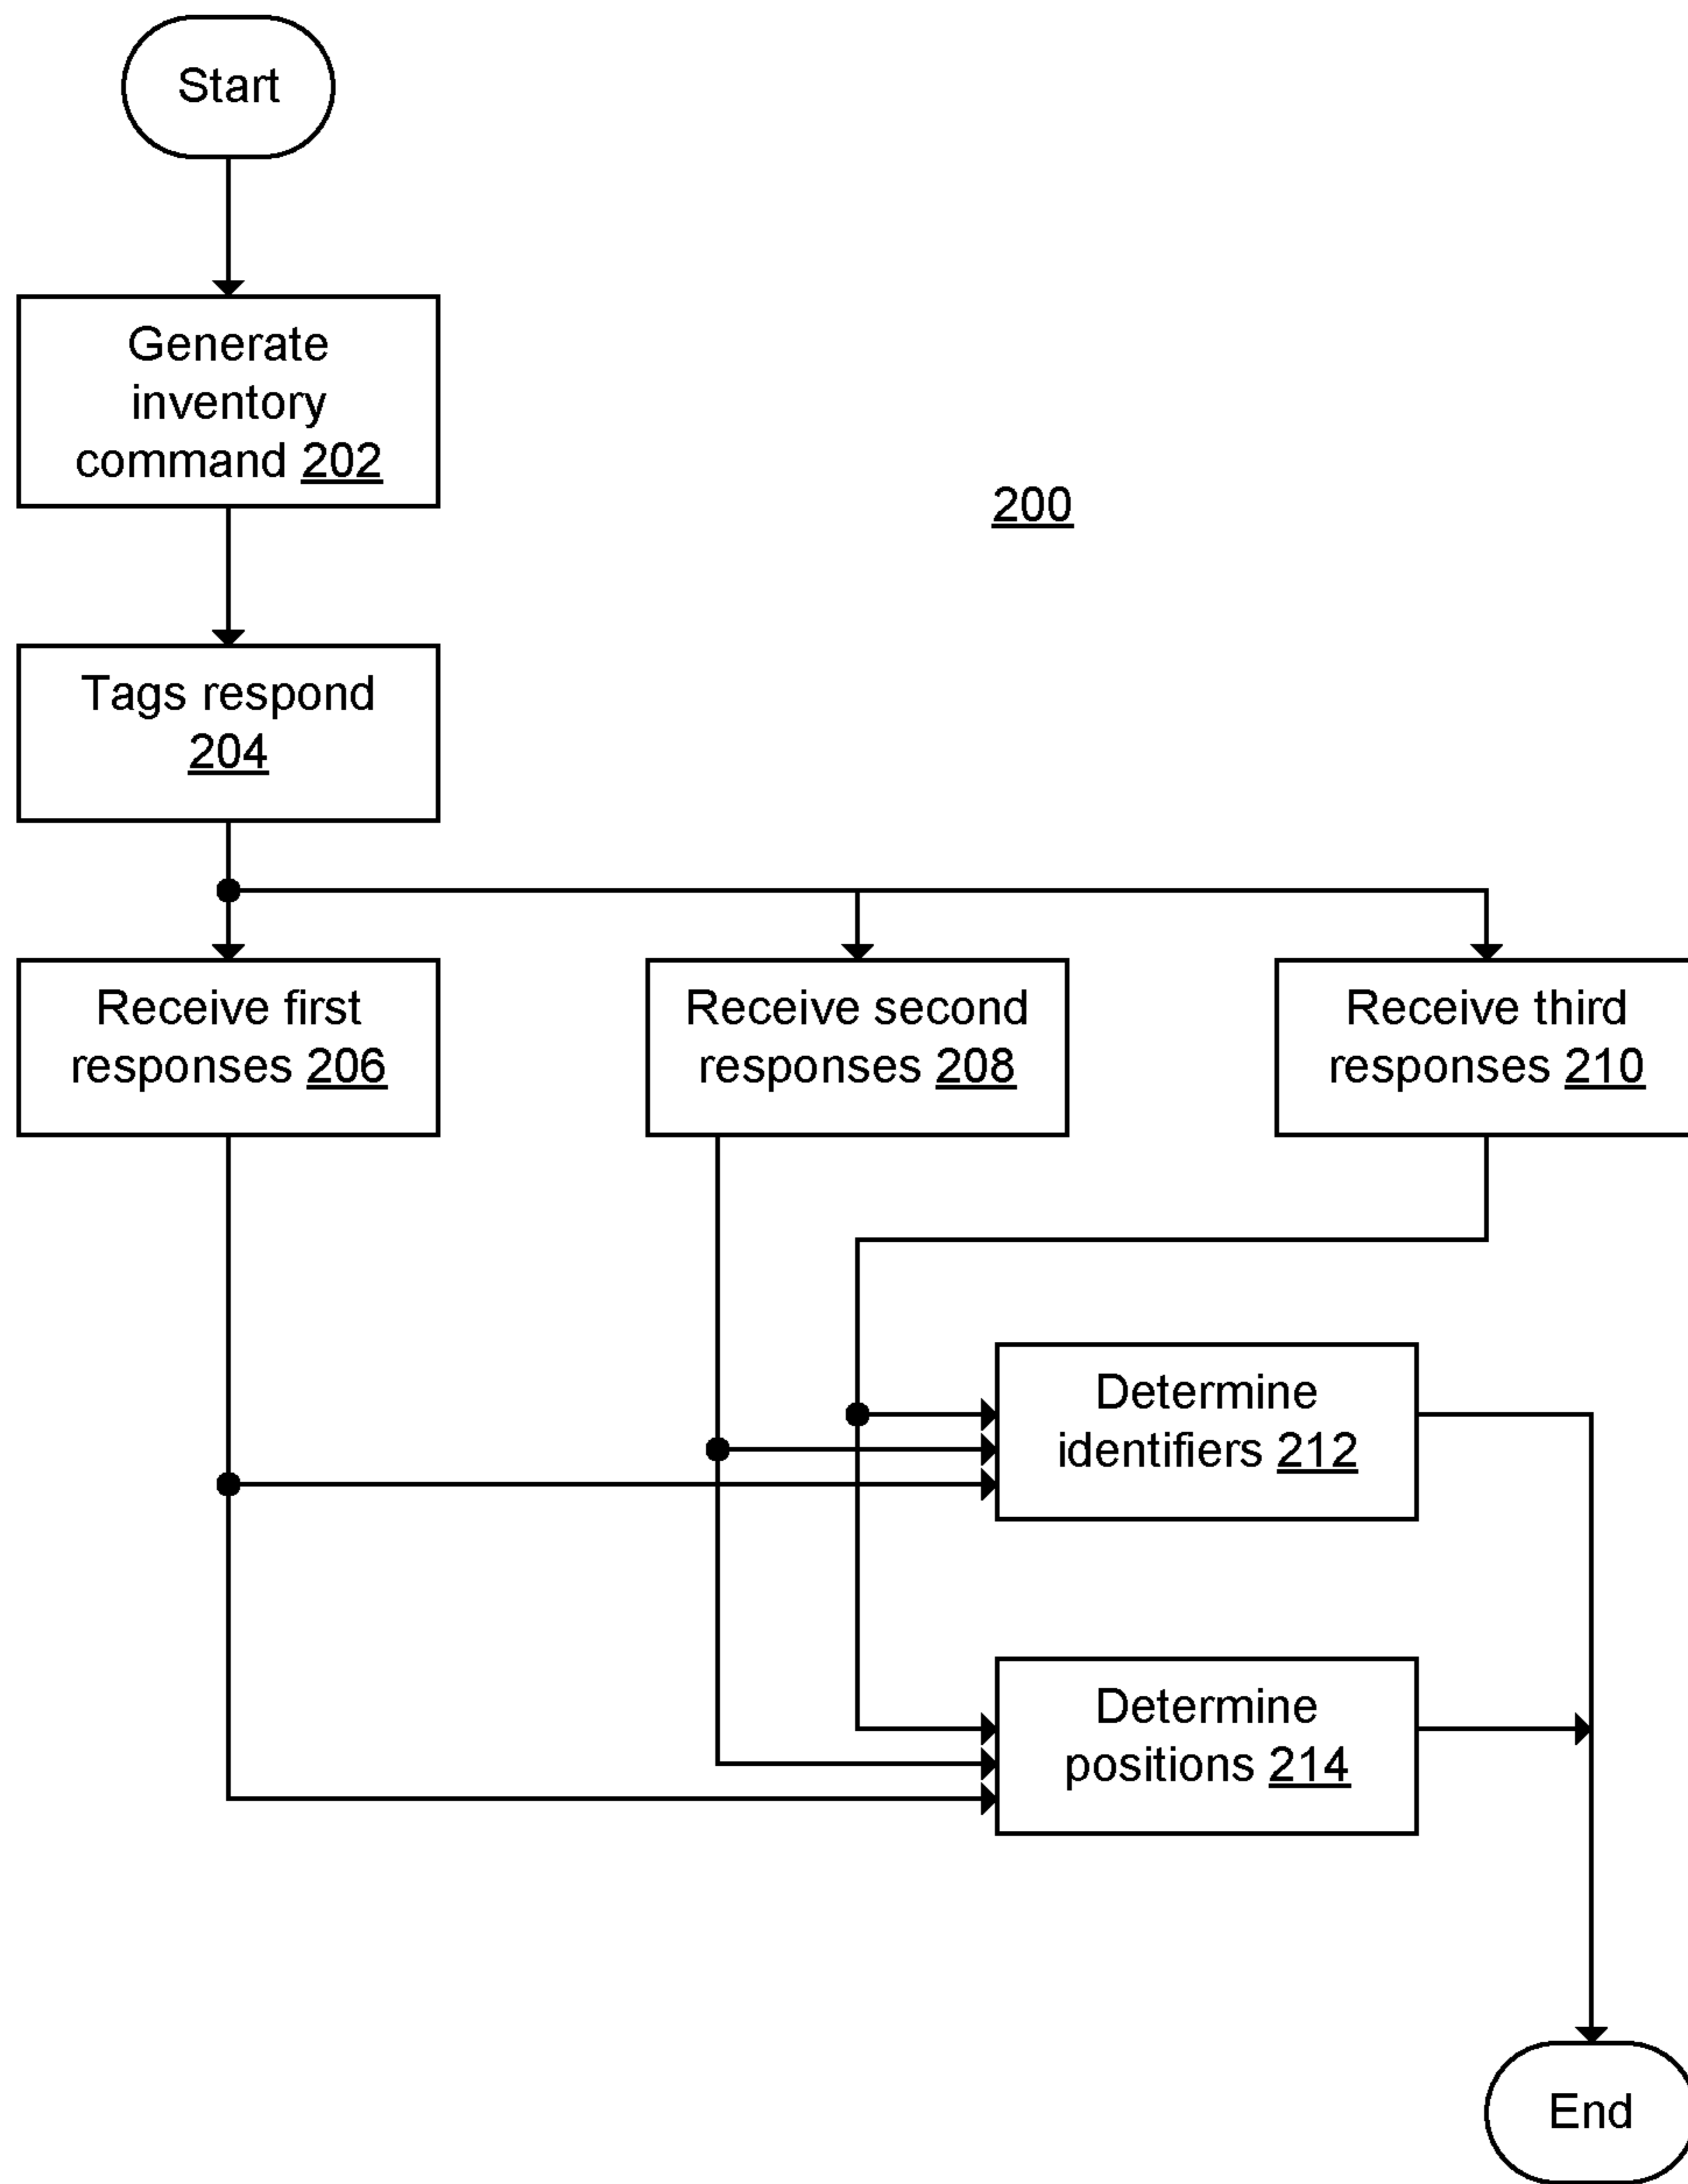 Start
Generate
inventory
command 202
200
Tags respond
204
Receive first
responses 206
Receive second
responses 208
Receive third
responses 210
Determine
identifiers 212
Determine
positions 214
End